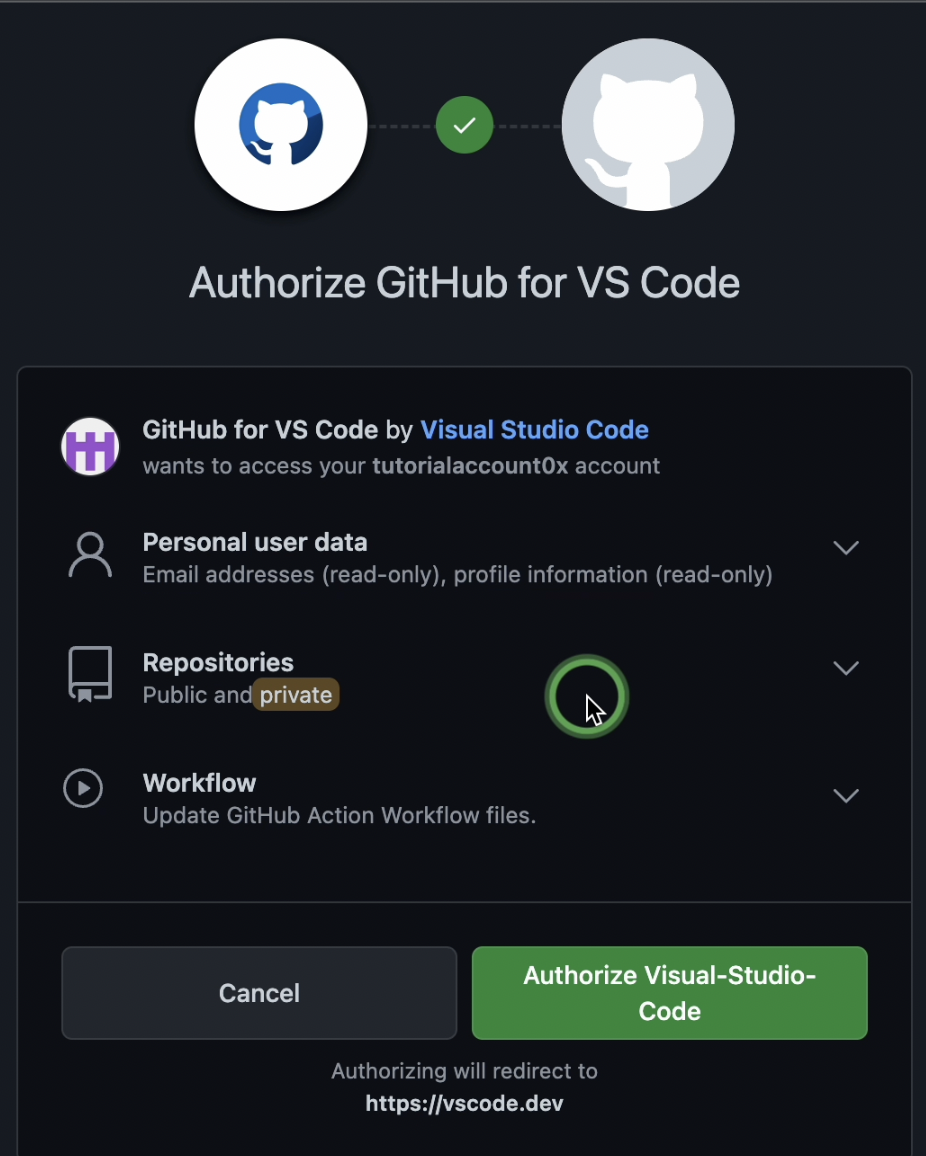 Authorize GitHub for VS Code
GitHub for VS Code by Visual Studio Code
wants to access your tutorialaccount0x account
Personal user data
Email addresses (read-only), profile information (read-only)
Repositories
Public and private
Workflow
Update GitHub Action Workflow files.
Cancel
Authorize Visual-Studio-
Code
Authorizing will redirect to
https://vscode.dev